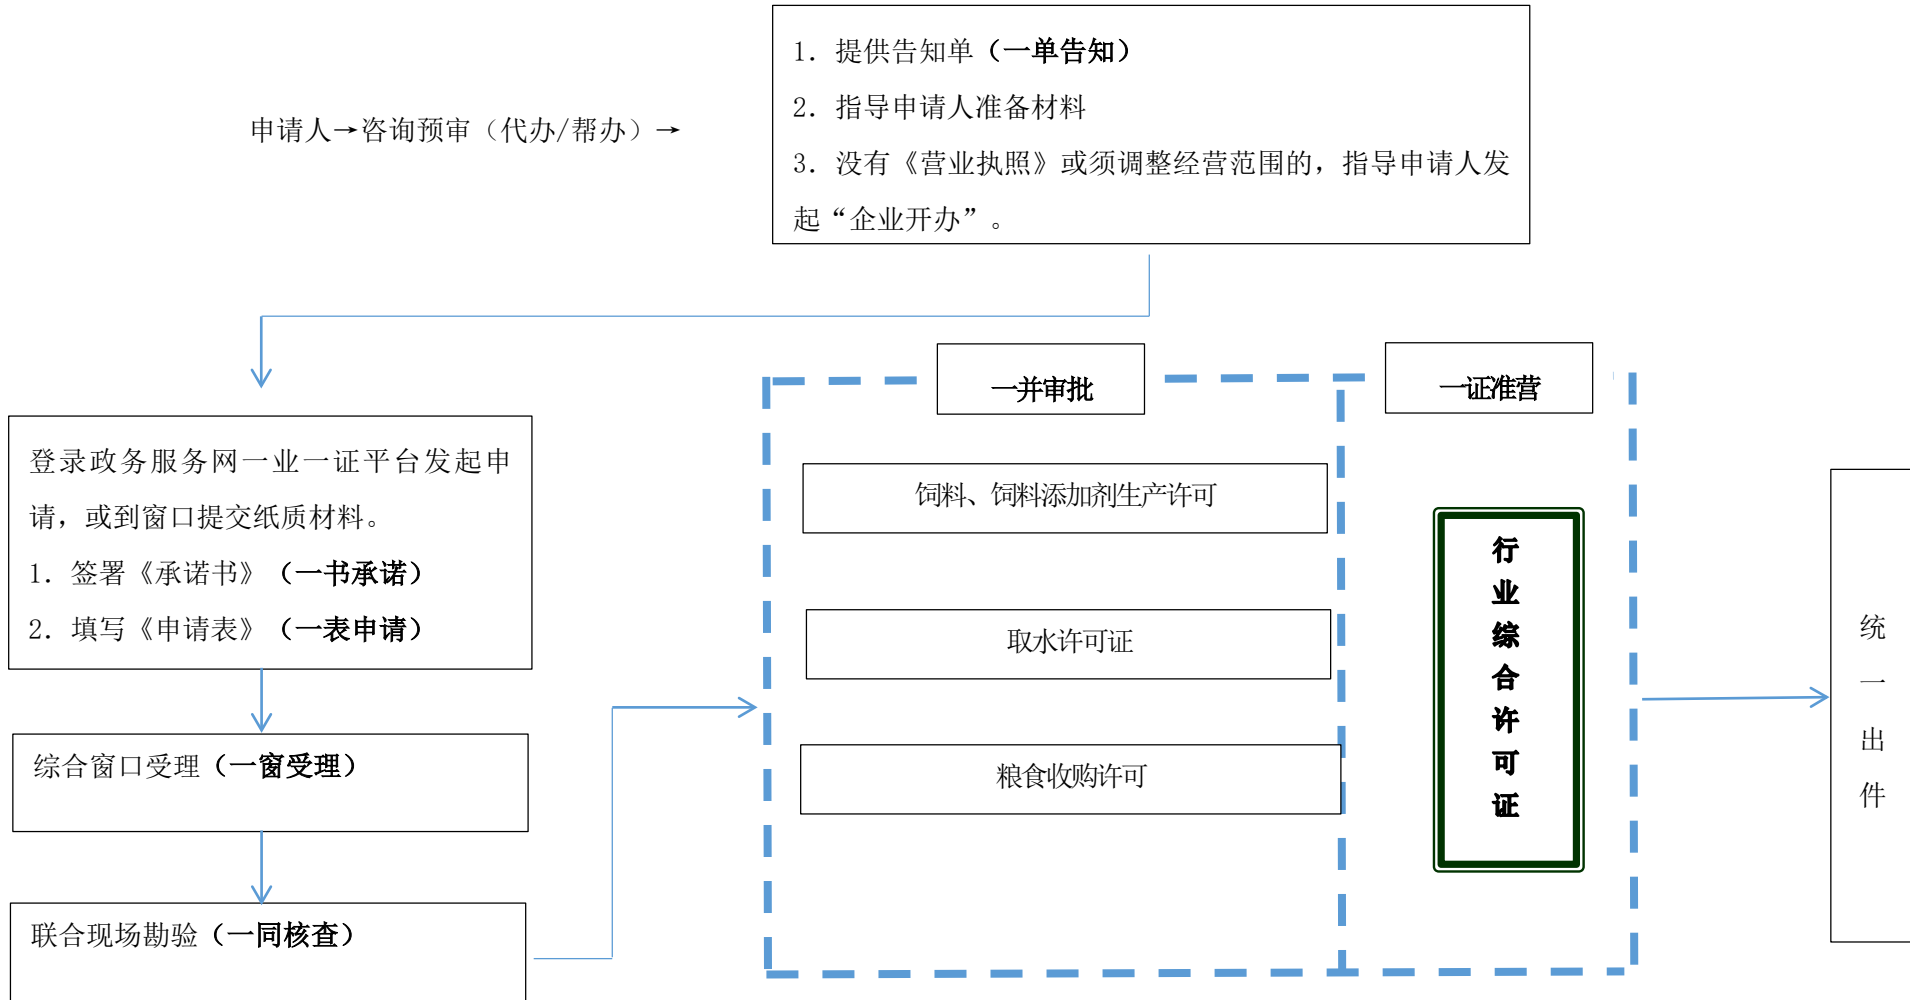 1. 提供告知单（一单告知）
2. 指导申请人准备材料
3. 没有《营业执照》或须调整经营范围的，指导申请人发
起“企业开办”。
申请人→咨询预审（代办/帮办）→
登录政务服务网一业一证平台发起申
请，或到窗口提交纸质材料。
1. 签署《承诺书》（一书承诺）
2. 填写《申请表》（一表申请）
综合窗口受理（一窗受理）
联合现场勘验（一同核查）
一并审批
饲料、饲料添加剂生产许可
取水许可证
粮食收购许可
一证准营
行业综合许可证
统一出件